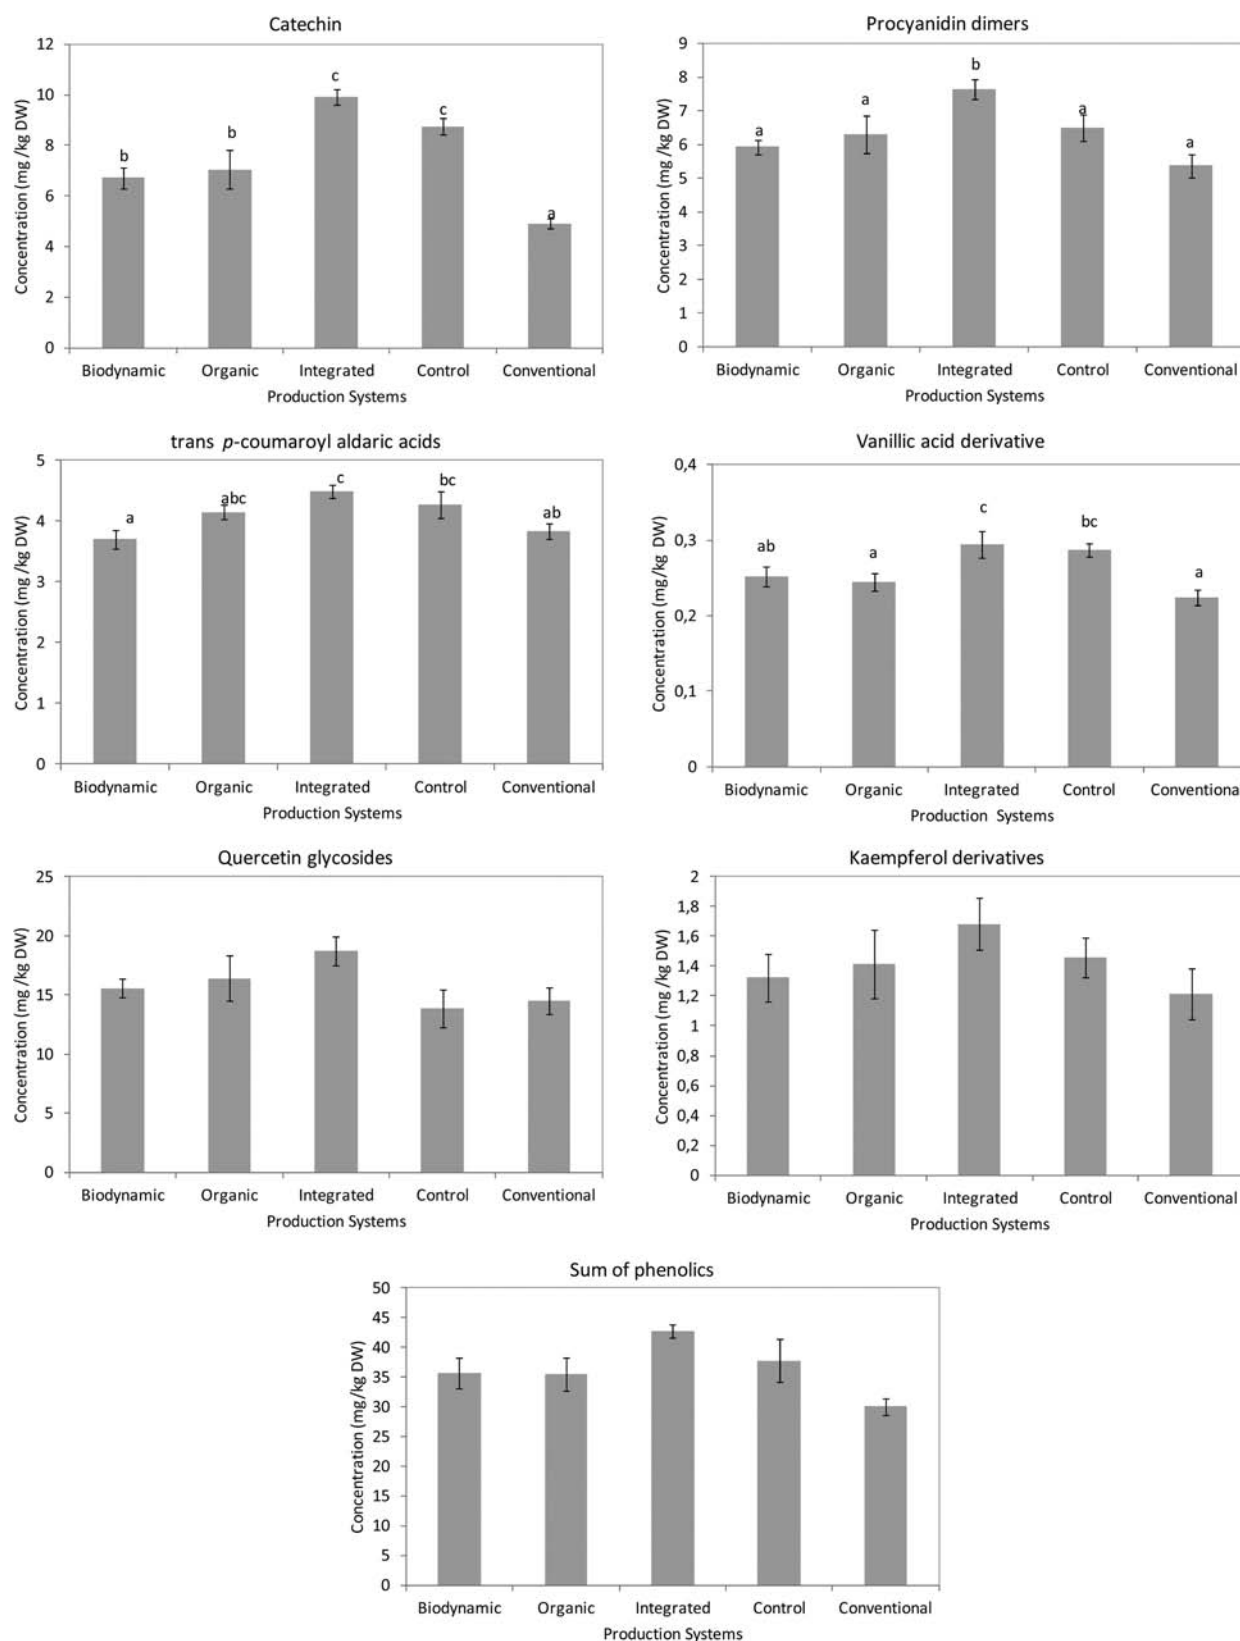 Catechin
Concentration (mg /kg DW)
12
10
8
6
4
2
0
b
b
c
c
a
Biodynamic Organic Integrated Control Conventional
Production Systems
Procyanidin dimers
Concentration (mg /kg DW)
9
8
7
6
5
4
3
2
1
0
a
a
b
a
a
Biodynamic Organic Integrated Control Conventional
Production Systems
trans p-coumaroyl aldaric acids
Concentration (mg /kg DW)
5
4
3
2
1
0
a
abc
c
bc
ab
Biodynamic Organic Integrated Control Conventional
Production Systems
Vanillic acid derivative
Concentration (mg/kg DW)
0,4
0,3
0,2
0,1
0
ab
a
c
bc
a
Biodynamic Organic Integrated Control Conventional
Production Systems
Quercetin glycosides
Concentration (mg /kg DW)
25
20
15
10
5
0
Biodynamic Organic Integrated Control Conventional
Production Systems
Kaempferol derivatives
Concentration (mg /kg DW)
2
1,8
1,6
1,4
1,2
1
0,8
0,6
0,4
0,2
0
Biodynamic Organic Integrated Control Conventional
Production Systems
Sum of phenolics
Concentration (mg/kg DW)
50
45
40
35
30
25
20
15
10
5
0
Biodynamic Organic Integrated Control Conventional
Production Systems